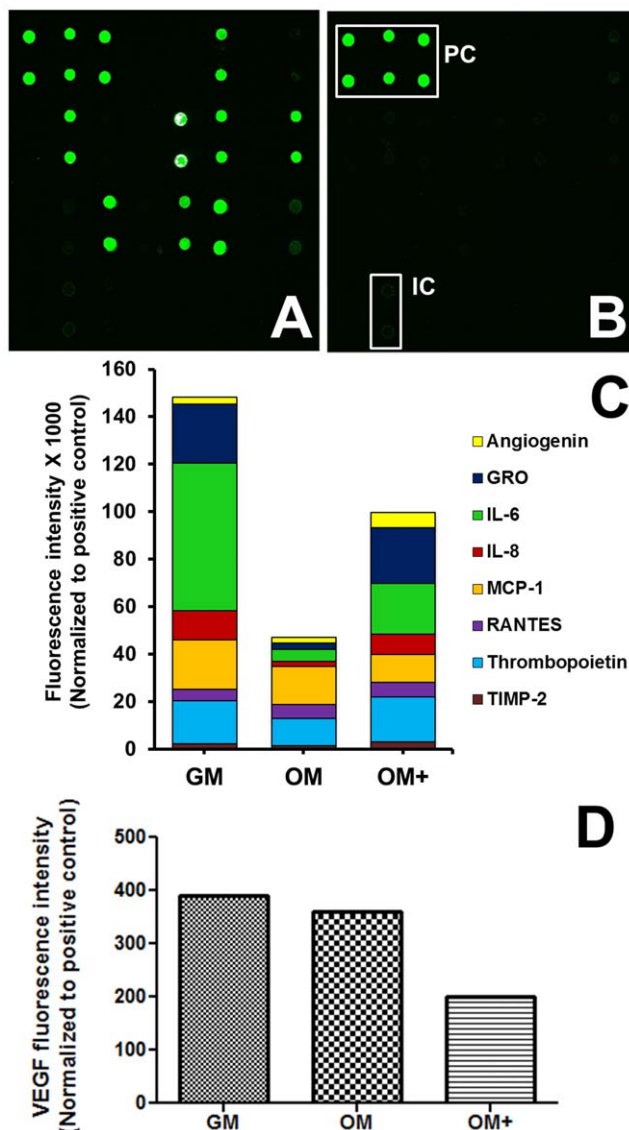 PC
IC
A
B
C
Fluorescence intensity X 1000
(Normalized to positive control)
160
140
120
100
80
60
40
20
0
GM
OM
OM+
Angiogenin
GRO
IL-6
IL-8
MCP-1
RANTES
Thrombopoietin
TIMP-2
D
VEGF fluorescence intensity
(Normalized to positive control)
500
400
300
200
100
0
GM
OM
OM+